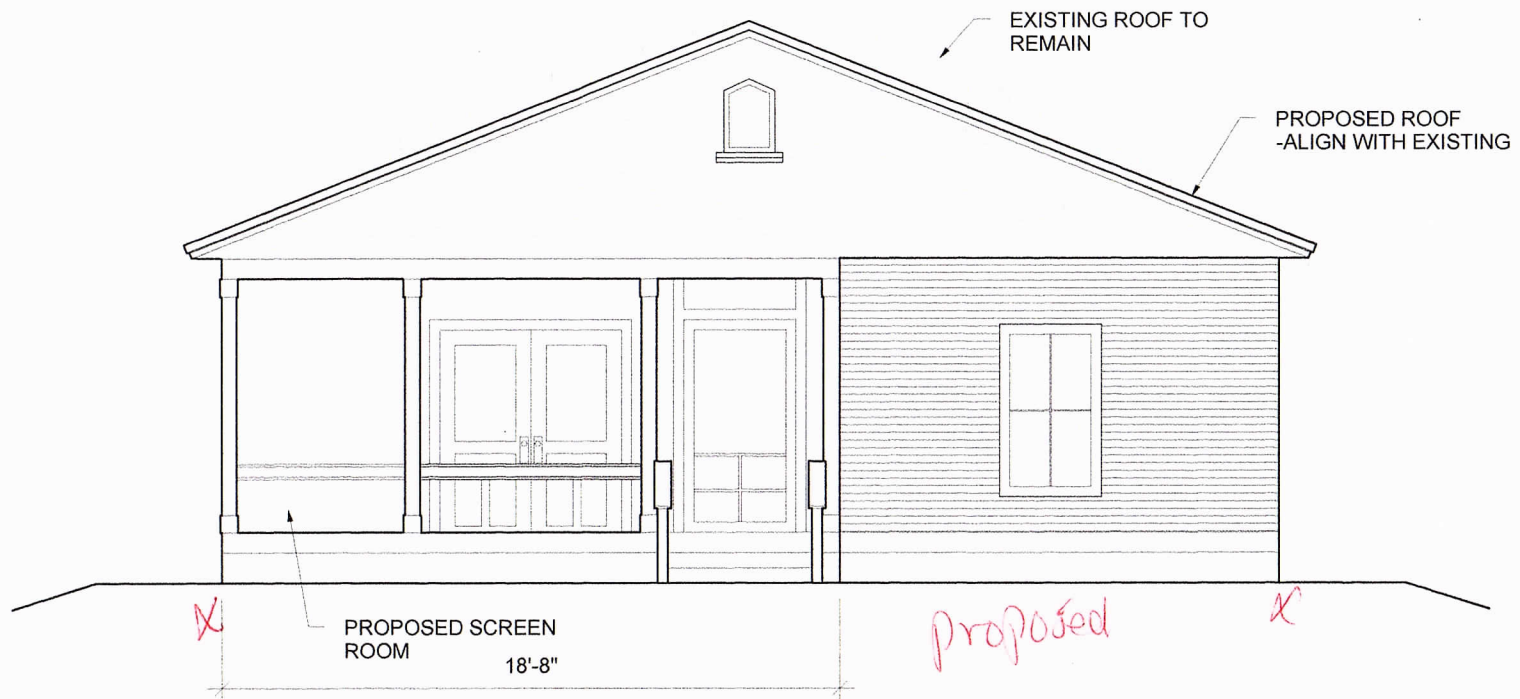 EXISTING ROOF TO
REMAIN
PROPOSED ROOF
-ALIGN WITH EXISTING
X
proposed
X
PROPOSED SCREEN
ROOM
18'-8"